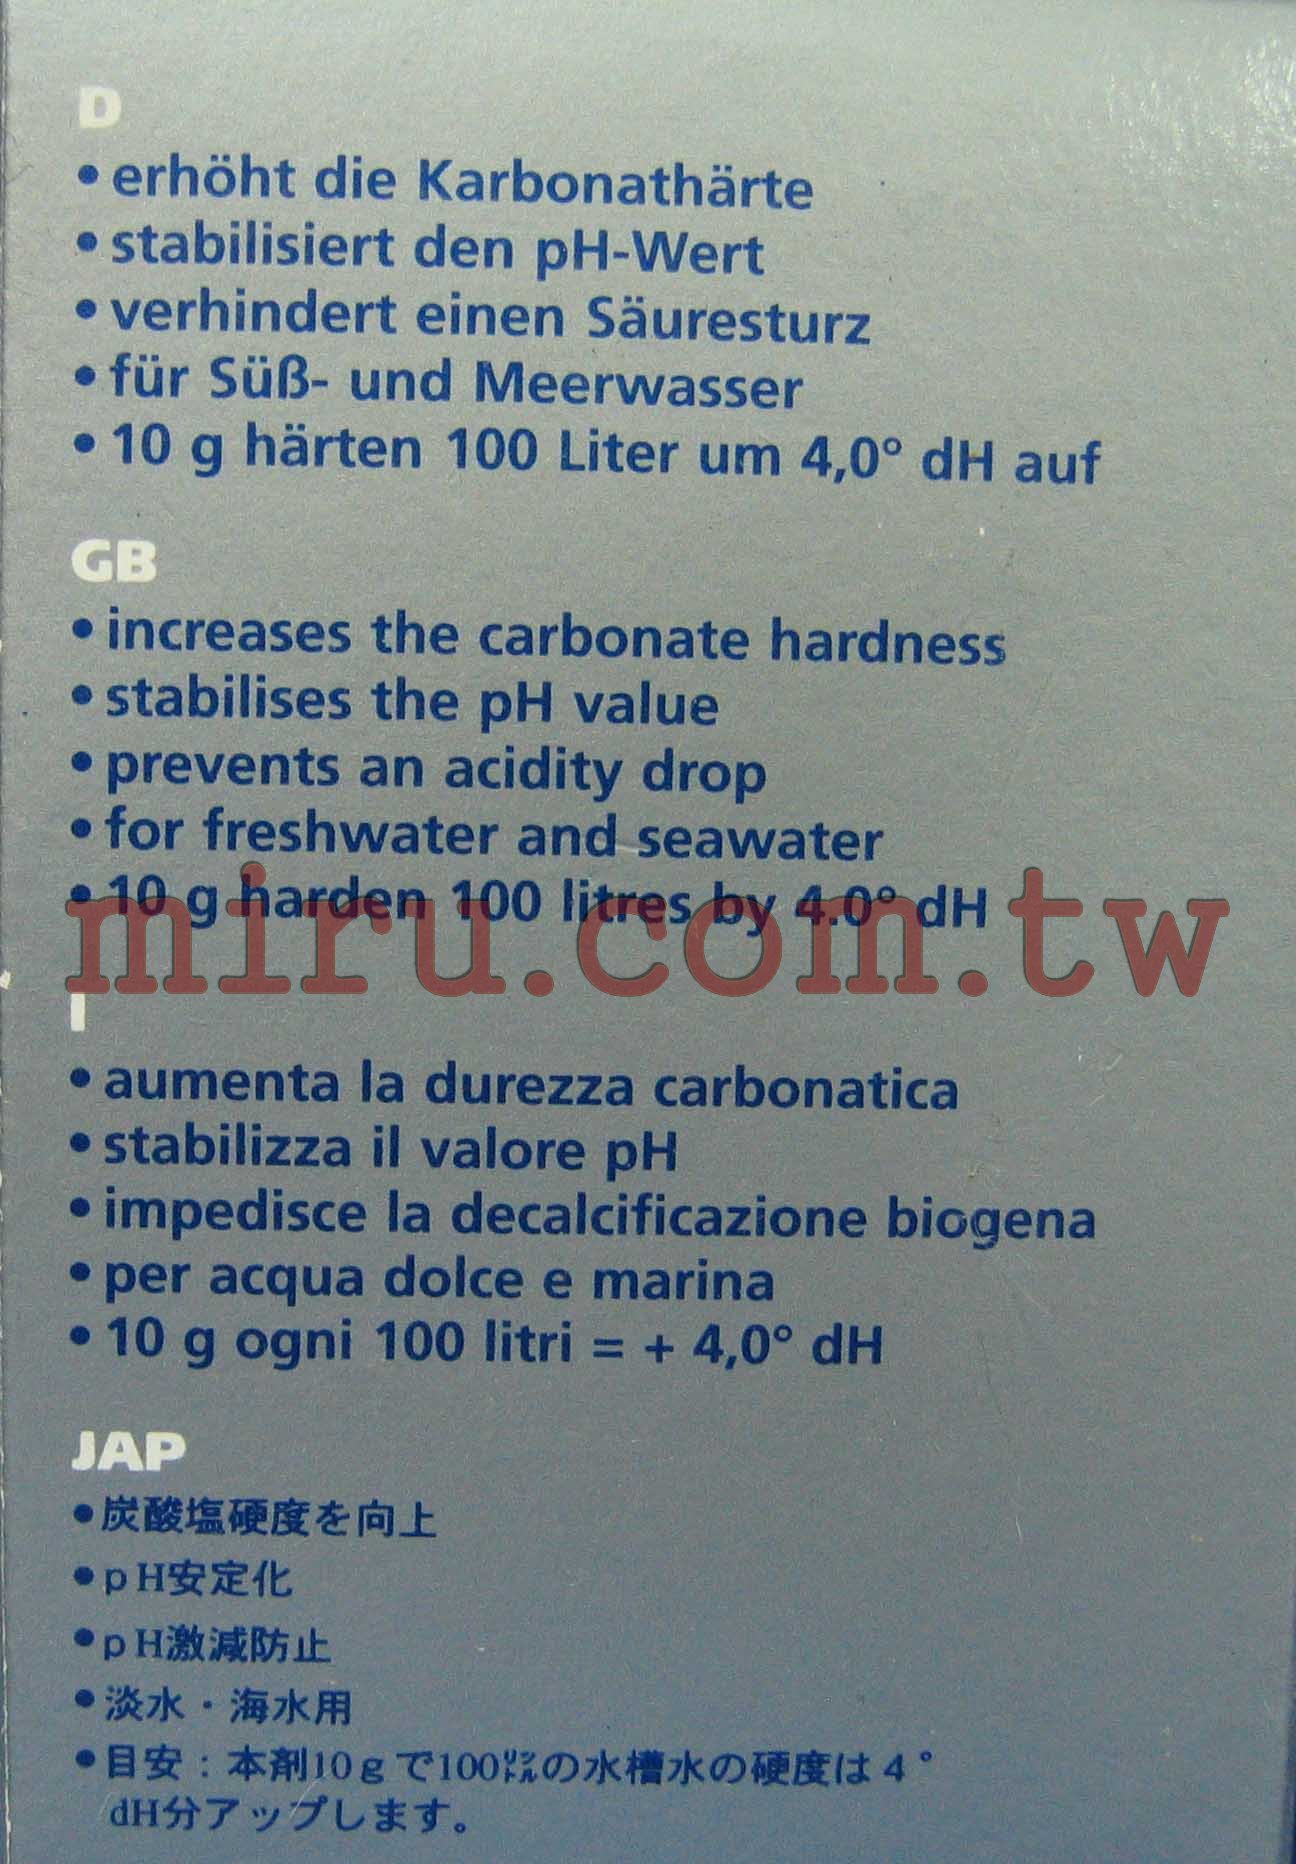 D
• erhöht die Karbonathärte
• stabilisiert den pH-Wert
• verhindert einen Säuresturz
• für Süß- und Meerwasser
• 10 g härten 100 Liter um 4,0° dH auf
GB
• increases the carbonate hardness
• stabilises the pH value
• prevents an acidity drop
• for freshwater and seawater
• 10 g harden 100 litres by 4.0° dH
miru.com.tw
I
• aumenta la durezza carbonatica
• stabilizza il valore pH
• impedisce la decalcificazione biogena
• per acqua dolce e marina
• 10 g ogni 100 litri = + 4,0° dH
JAP
•炭酸塩硬度を向上
•pH安定化
•pH激減防止
•淡水・海水用
•目安：本剤10gで100㍑の水槽水の硬度は4°
dH分アップします。